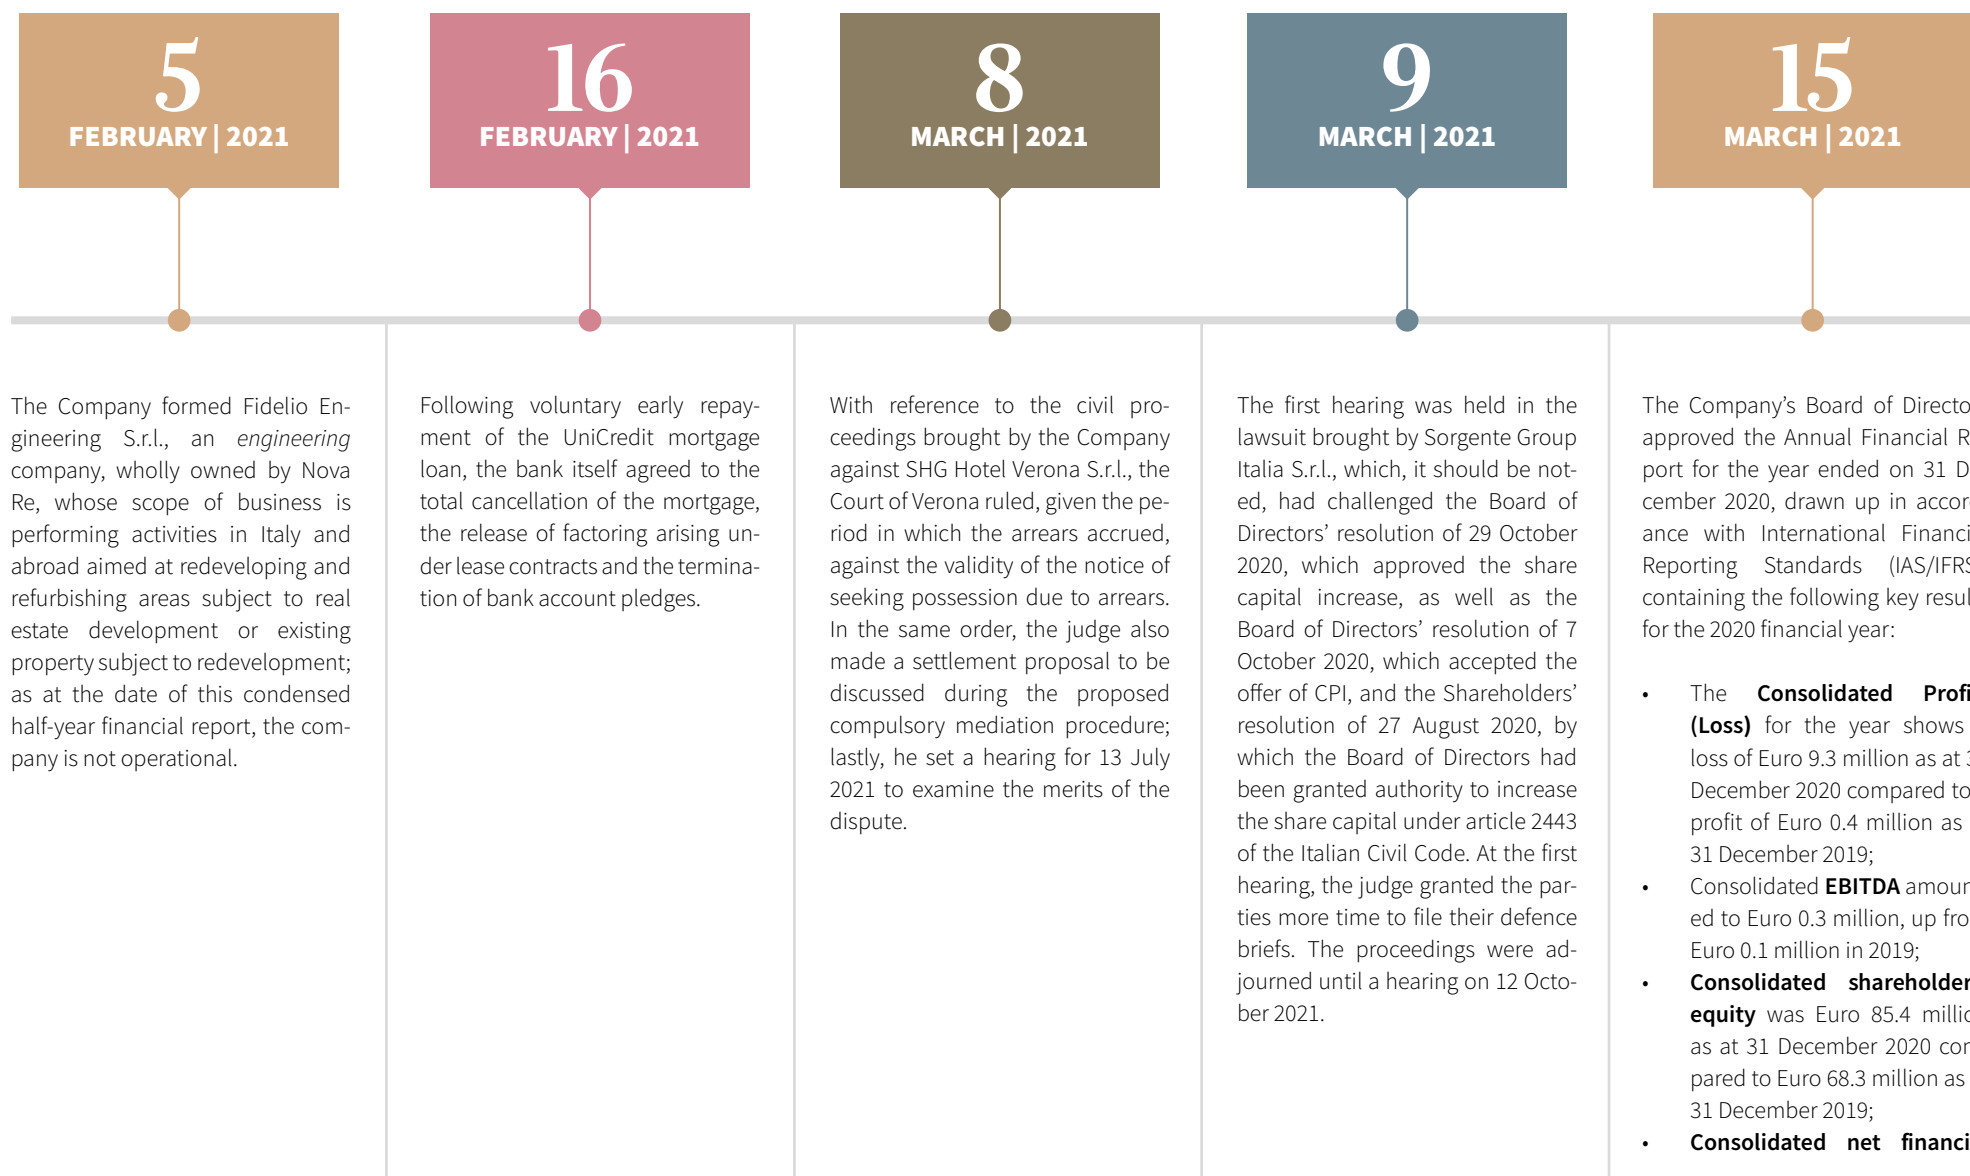 5
FEBRUARY | 2021
The Company formed Fidelio En-
gineering S.r.l., an engineering
company, wholly owned by Nova
Re, whose scope of business is
performing activities in Italy and
abroad aimed at redeveloping and
refurbishing areas subject to real
estate development or existing
property subject to redevelopment;
as at the date of this condensed
half-year financial report, the com-
pany is not operational.
16
FEBRUARY | 2021
Following voluntary early repay-
ment of the UniCredit mortgage
loan, the bank itself agreed to the
total cancellation of the mortgage,
the release of factoring arising un-
der lease contracts and the termina-
tion of bank account pledges.
8
MARCH | 2021
With reference to the civil pro-
ceedings brought by the Company
against SHG Hotel Verona S.r.l., the
Court of Verona ruled, given the pe-
riod in which the arrears accrued,
against the validity of the notice of
seeking possession due to arrears.
In the same order, the judge also
made a settlement proposal to be
discussed during the proposed
compulsory mediation procedure;
lastly, he set a hearing for 13 July
2021 to examine the merits of the
dispute.
9
MARCH | 2021
The first hearing was held in the
lawsuit brought by Sorgente Group
Italia S.r.l., which, it should be not-
ed, had challenged the Board of
Directors' resolution of 29 October
2020, which approved the share
capital increase, as well as the
Board of Directors' resolution of 7
October 2020, which accepted the
offer of CPI, and the Shareholders'
resolution of 27 August 2020, by
which the Board of Directors had
been granted authority to increase
the share capital under article 2443
of the Italian Civil Code. At the first
hearing, the judge granted the par-
ties more time to file their defence
briefs. The proceedings were ad-
journed until a hearing on 12 Octo-
ber 2021.
15
MARCH | 2021
The Company's Board of Directo
approved the Annual Financial R
port for the year ended on 31 D
cember 2020, drawn up in accor
ance with International Financi
Reporting Standards (IAS/IFRS
containing the following key resul
for the 2020 financial year:
• The Consolidated Profi
(Loss) for the year shows
loss of Euro 9.3 million as at 3
December 2020 compared to
profit of Euro 0.4 million as
31 December 2019;
• Consolidated EBITDA amoun
ed to Euro 0.3 million, up fro
Euro 0.1 million in 2019;
• Consolidated shareholder
equity was Euro 85.4 millio
as at 31 December 2020 com
pared to Euro 68.3 million as
31 December 2019;
• Consolidated net financi